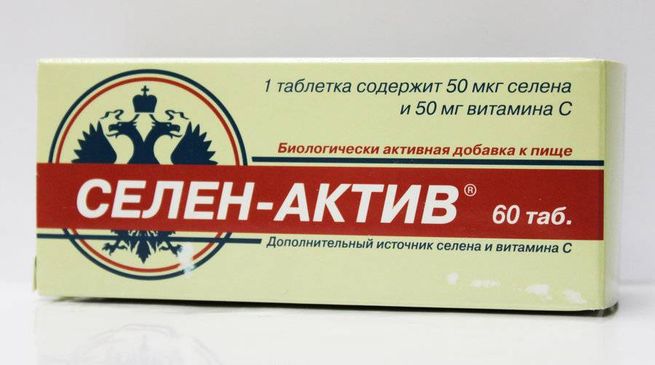 1 таблетка содержит 50 мкг селена
и 50 мг витамина С
Биологически активная добавка к пище
СЕЛЕН-АКТИВ® 60 таб.
Дополнительный источник селена и витамина С